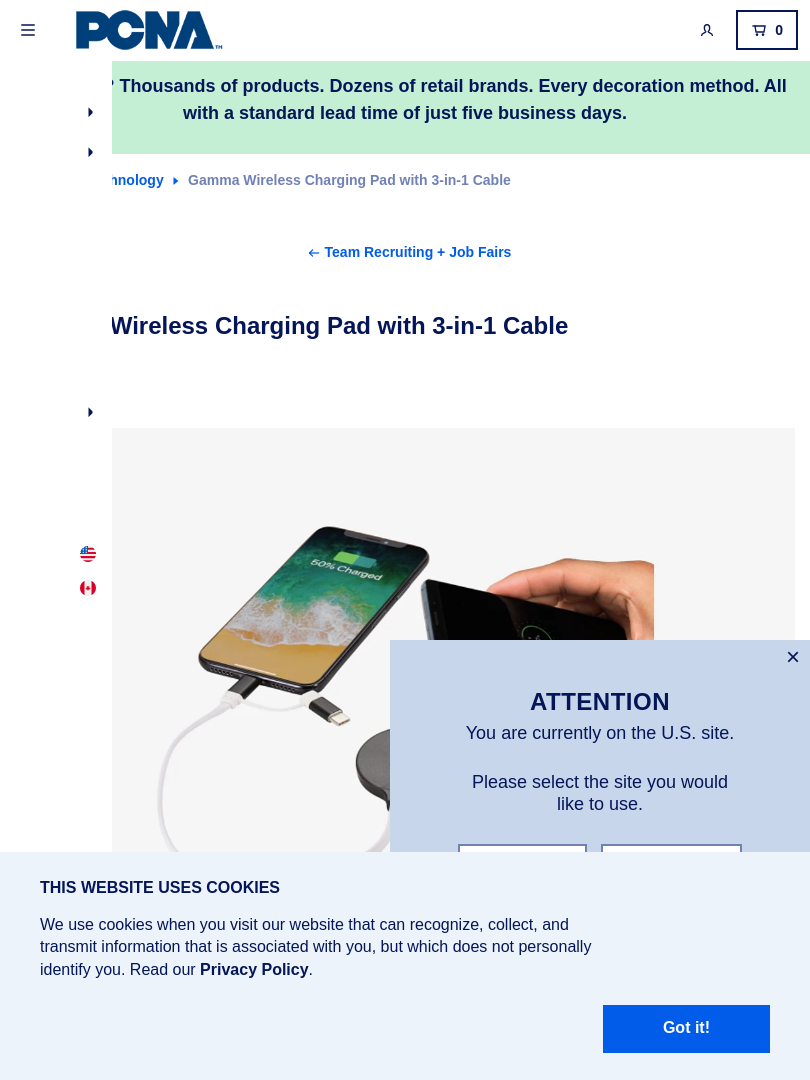 PCNA™
0
? Thousands of products. Dozens of retail brands. Every decoration method. All
with a standard lead time of just five business days.
Gamma Wireless Charging Pad with 3-in-1 Cable
Team Recruiting + Job Fairs
Wireless Charging Pad with 3-in-1 Cable
50% Charged
ATTENTION
You are currently on the U.S. site.
Please select the site you would
like to use.
THIS WEBSITE USES COOKIES
We use cookies when you visit our website that can recognize, collect, and
transmit information that is associated with you, but which does not personally
identify you. Read our Privacy Policy.
Got it!